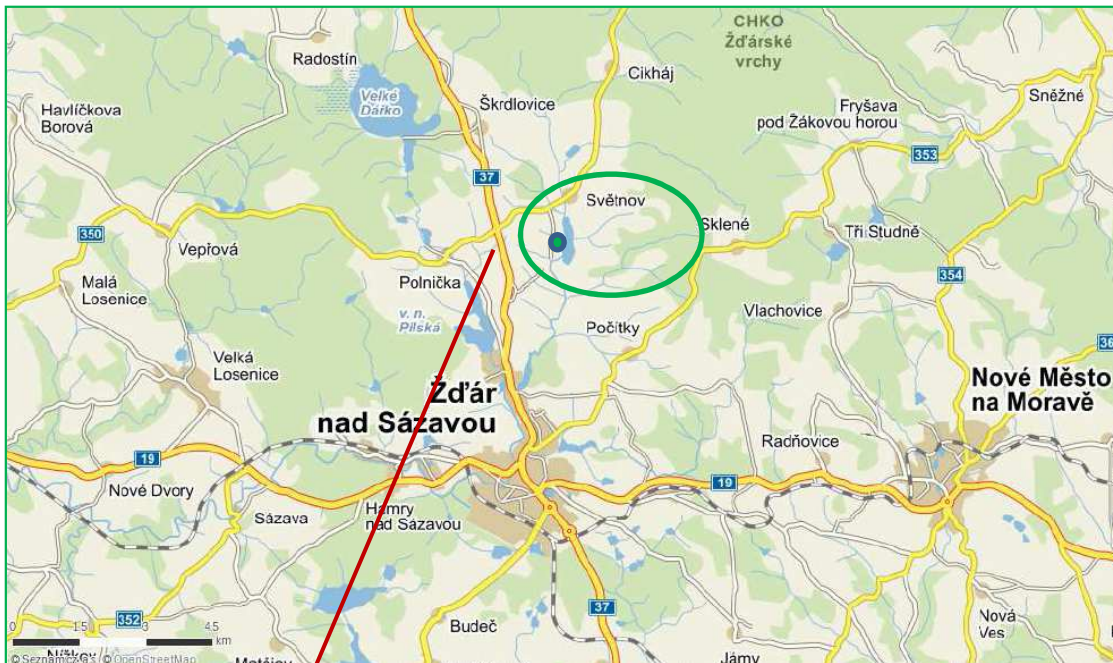 CHKO
Žďárské
vrchy
Radostín
Cikháj
Velké
Dářko
Škrdlovice
Sněžné
Havlíčkova
Borová
Fryšava
pod Žákovou horou
353
37
Světnov
Sklené
350
Vepřová
Tři Studně
354
Malá
Losenice
Polnička
Vlachovice
v. n.
Pilská
Počítky
Velká
Losenice
36
Žďár
nad Sázavou
Nové Město
na Moravě
Radňovice
19
19
Nové Dvory
Sázava
Hamry
nad Sázavou
352
37
Budeč
Nová
Ves
0 1.5 3 4.5
km
Matějov
Jámy
© Seznam.cz, a.s. | © OpenStreetMap